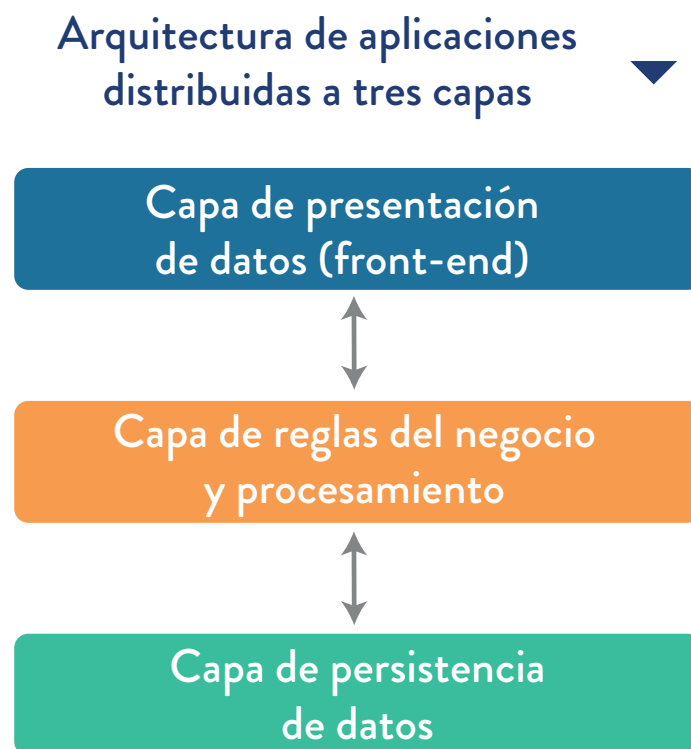 Arquitectura de aplicaciones
distribuidas a tres capas
Capa de presentación
de datos (front-end)
Capa de reglas del negocio
y procesamiento
Capa de persistencia
de datos